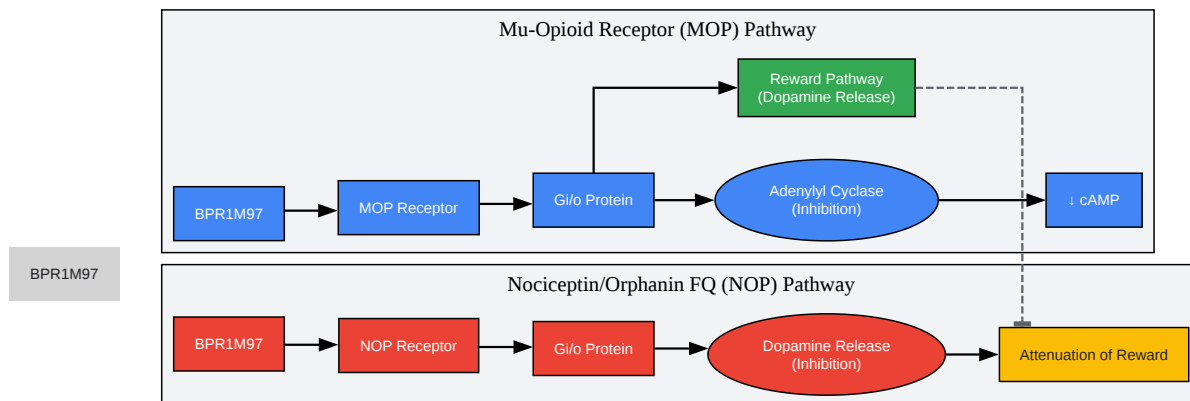 Mu-Opioid Receptor (MOP) Pathway
Reward Pathway
(Dopamine Release)
BPR1M97
MOP Receptor
Gi/o Protein
Adenylyl Cyclase
(Inhibition)
↓ cAMP
BPR1M97
Nociceptin/Orphanin FQ (NOP) Pathway
BPR1M97
NOP Receptor
Gi/o Protein
Dopamine Release
(Inhibition)
Attenuation of Reward